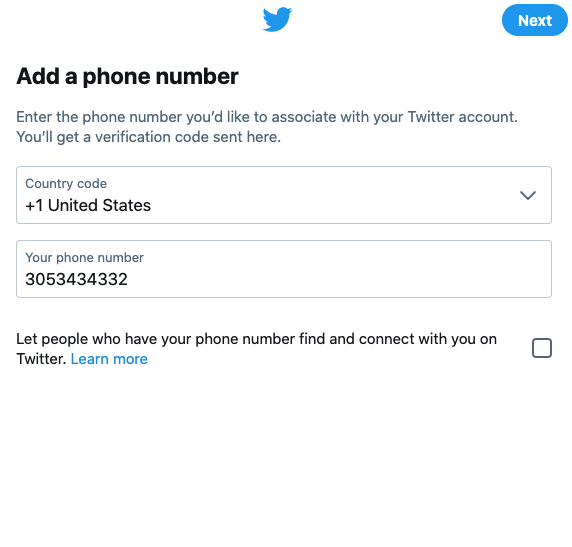 Next
Add a phone number
Enter the phone number you’d like to associate with your Twitter account.
You’ll get a verification code sent here.
Country code
+1 United States
Your phone number
3053434332
Let people who have your phone number find and connect with you on
Twitter. Learn more